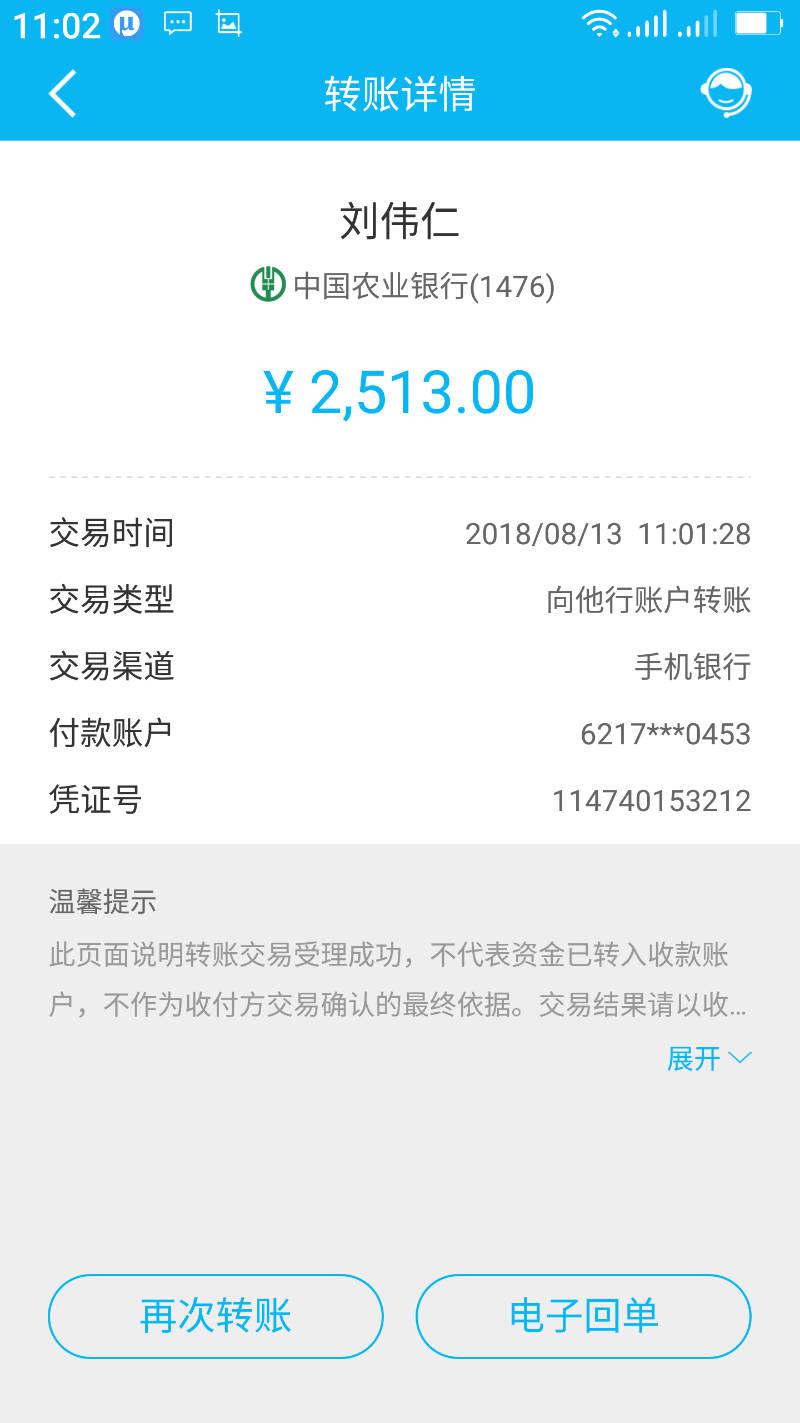 11:02
转账详情
刘伟仁
中国农业银行(1476)
¥ 2,513.00
交易时间 2018/08/13 11:01:28
交易类型 向他行账户转账
交易渠道 手机银行
付款账户 6217***0453
凭证号 114740153212
温馨提示
此页面说明转账交易受理成功，不代表资金已转入收款账
户，不作为收付方交易确认的最终依据。交易结果请以收...
展开
再次转账 电子回单